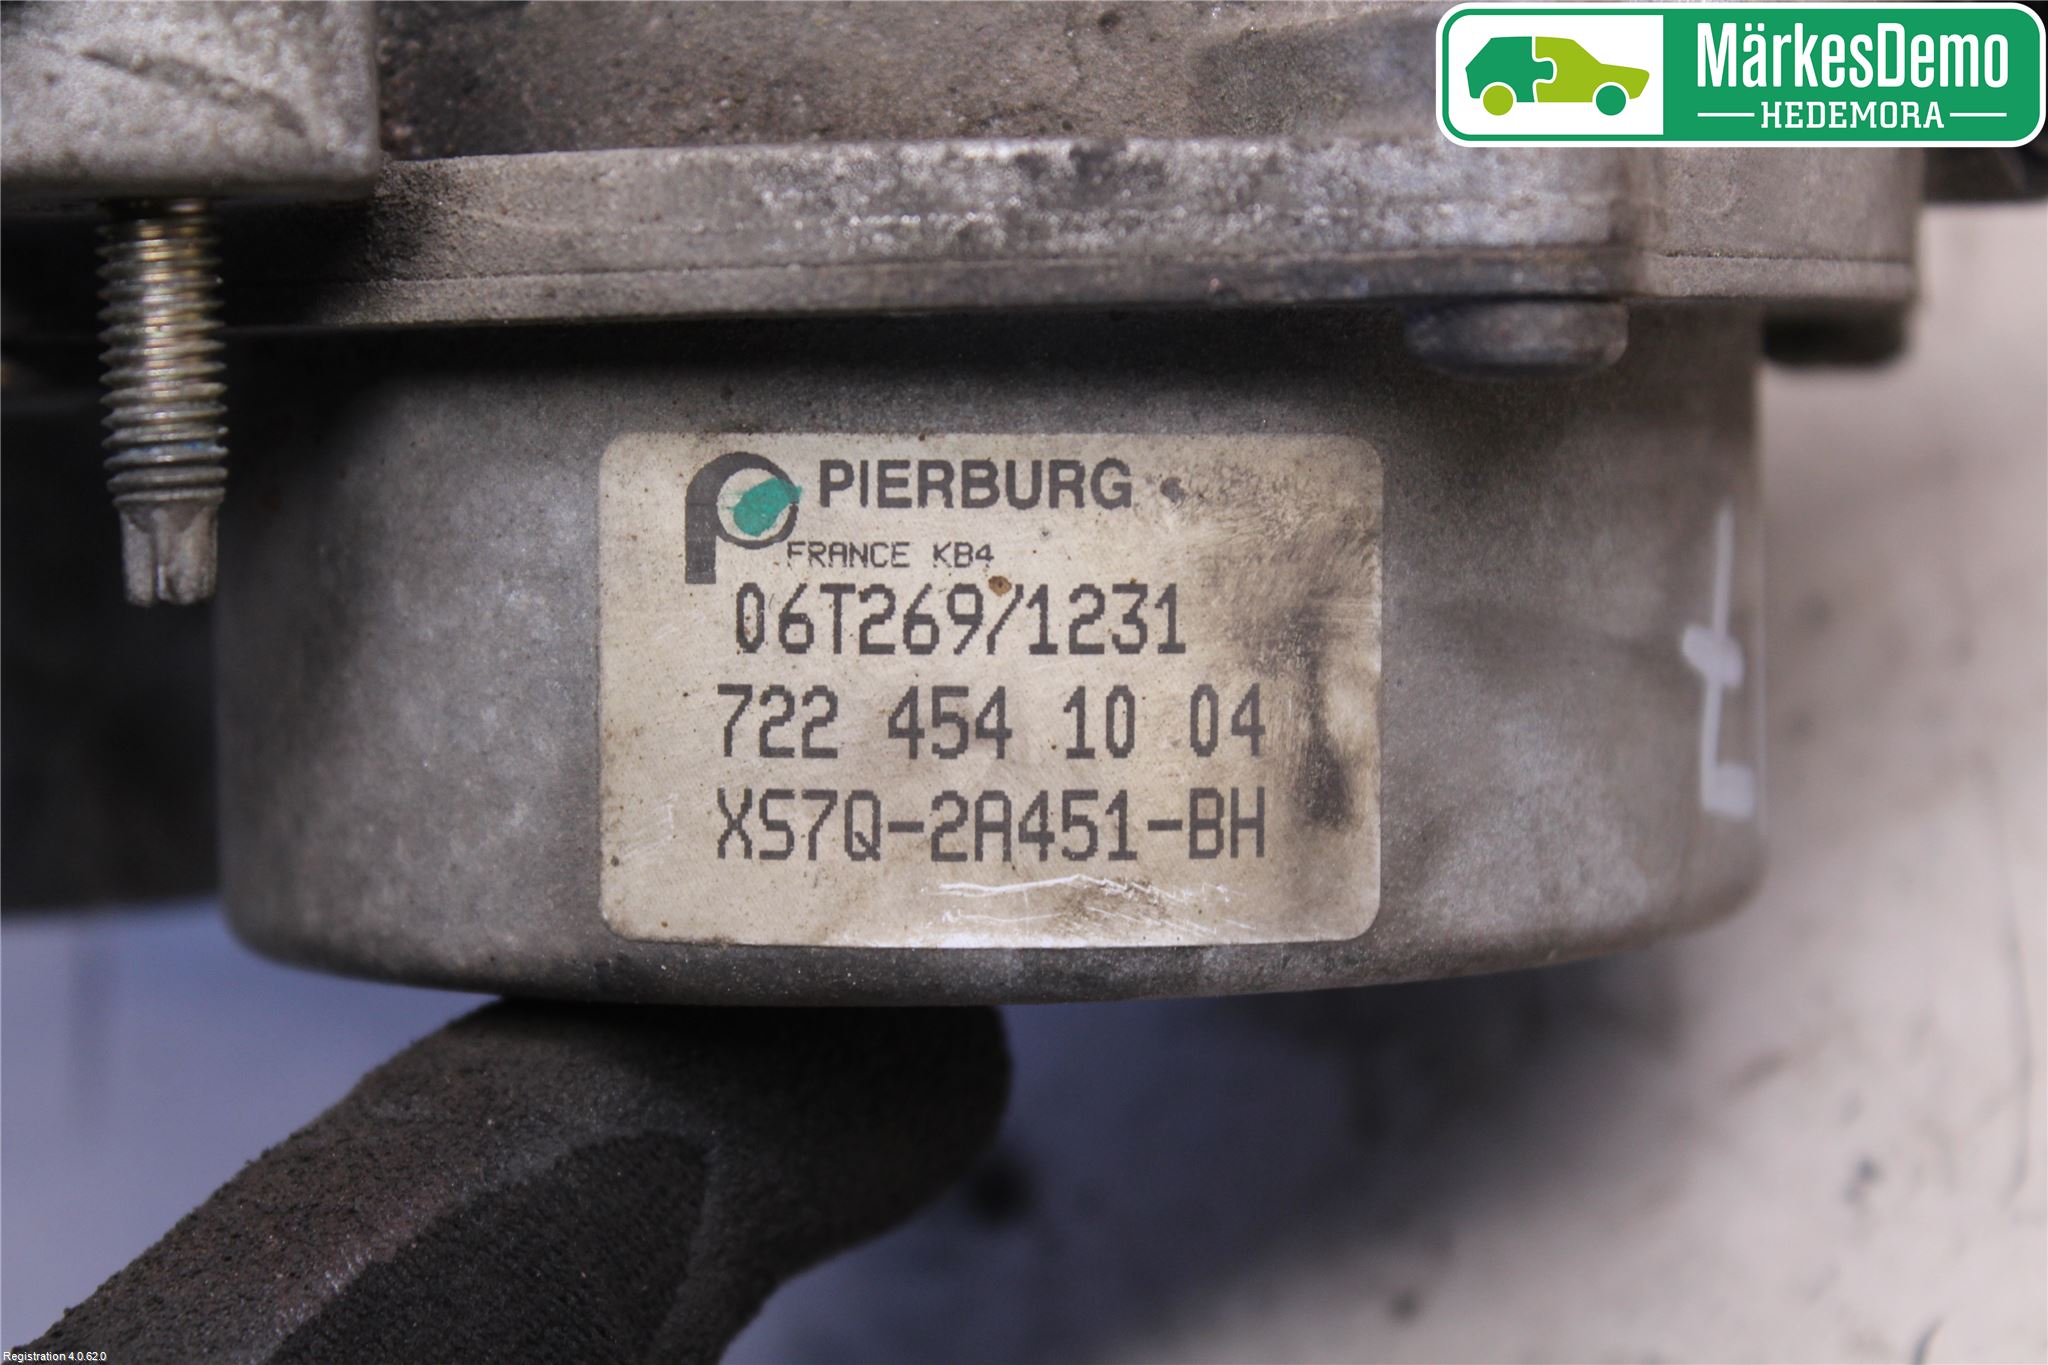 MärkesDemo
HEDEMORA
PIERBURG
FRANCE KB4
06T269/1231
722 454 10 04
XS7Q-2A451-BH
Registration 4.0.62.0